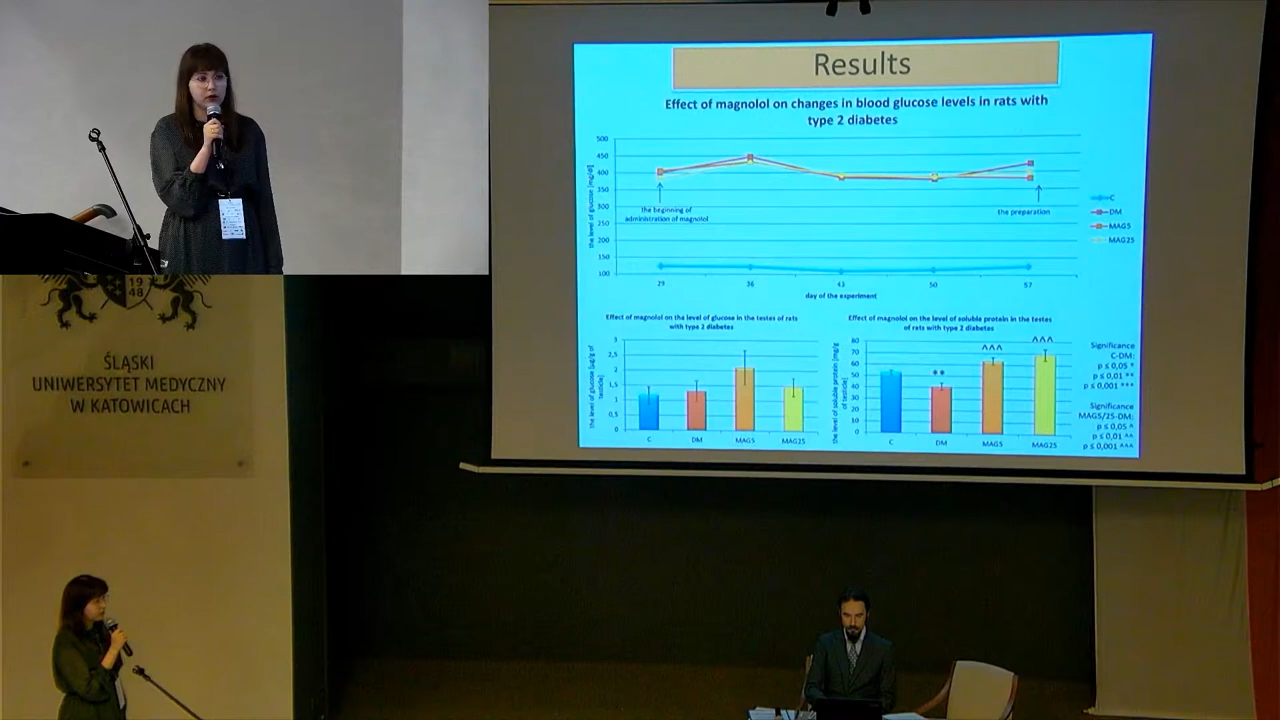 Results
Effect of magnolol on changes in blood glucose levels in rats with
type 2 diabetes
500
450
400
350
300
250
200
150
100
the level of glucose [mg/dl]
the beginning of
administration of magnolol
the preparation
C
DM
MAG5
MAG25
29
36
43
50
57
day of the experiment
Effect of magnolol on the level of glucose in the testes of rats
with type 2 diabetes
3
2,5
2
1,5
1
0,5
0
the level of glucose [µg/g of
testicle]
C
DM
MAG5
MAG25
Effect of magnolol on the level of soluble protein in the testes
of rats with type 2 diabetes
80
70
60
50
40
30
20
10
0
the level of soluble protein [mg/g
of testicle]
**
^^^
^^^
C
DM
MAG5
MAG25
Significance
C-DM:
p ≤ 0,05 *
p ≤ 0,01 **
p ≤ 0,001 ***
Significance
MAG5/25-DM:
p ≤ 0,05 ^
p ≤ 0,01 ^^
p ≤ 0,001 ^^^
19
48
ŚLĄSKI
UNIWERSYTET MEDYCZNY
W KATOWICACH